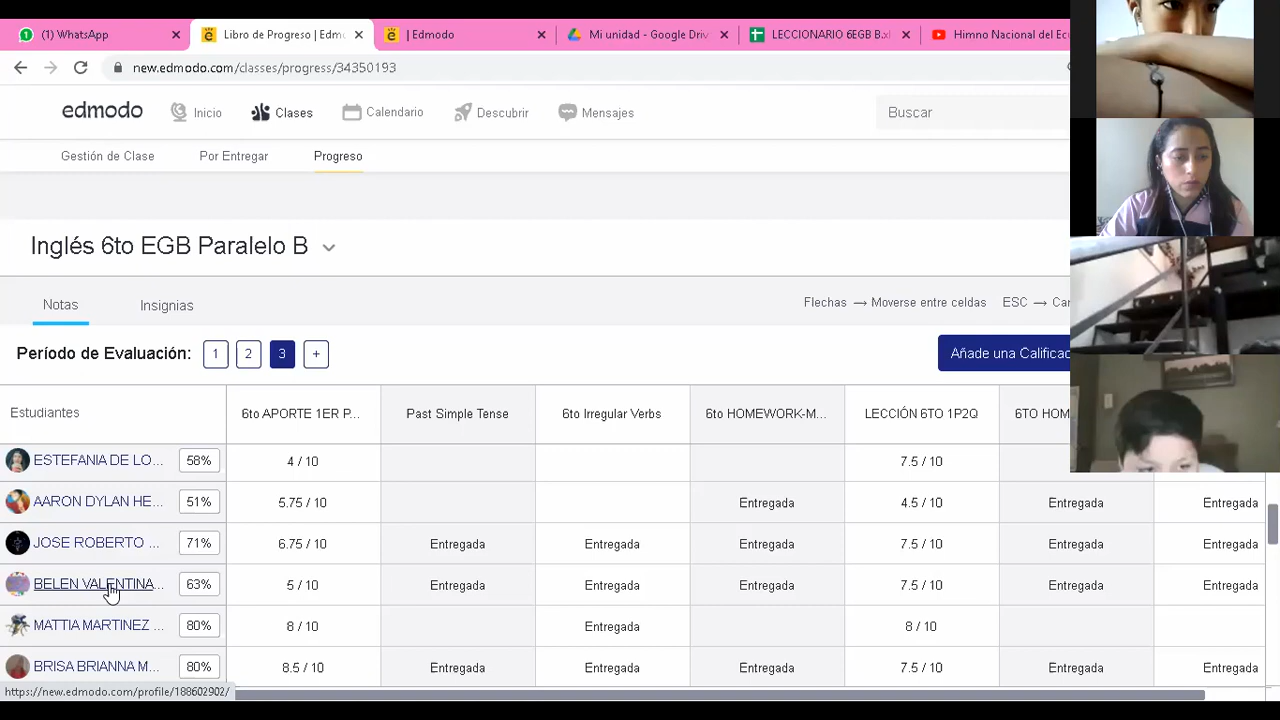 (1) WhatsApp
Libro de Progreso | Edm
| Edmodo
Mi unidad - Google Driv
LECCIONARIO 6EGB B.xl
Himno Nacional del Ec
new.edmodo.com/classes/progress/34350193
edmodo Inicio Clases Calendario Descubrir Mensajes Buscar
Gestión de Clase Por Entregar Progreso
Inglés 6to EGB Paralelo B
Notas Insignias Flechas → Moverse entre celdas ESC → Can
Período de Evaluación: 1 2 3 + Añade una Calificac
Estudiantes 6to APORTE 1ER P... Past Simple Tense 6to Irregular Verbs 6to HOMEWORK-M... LECCIÓN 6TO 1P2Q 6TO HOM
ESTEFANIA DE LO... 58% 4 / 10 7.5 / 10
AARON DYLAN HE... 51% 5.75 / 10 Entregada 4.5 / 10 Entregada Entregada
JOSE ROBERTO ... 71% 6.75 / 10 Entregada Entregada Entregada 7.5 / 10 Entregada Entregada
BELEN VALENTINA... 63% 5 / 10 Entregada Entregada Entregada 7.5 / 10 Entregada Entregada
MATTIA MARTINEZ ... 80% 8 / 10 Entregada 8 / 10
BRISA BRIANNA M... 80% 8.5 / 10 Entregada Entregada Entregada 7.5 / 10 Entregada Entregada
https://new.edmodo.com/profile/188602902/